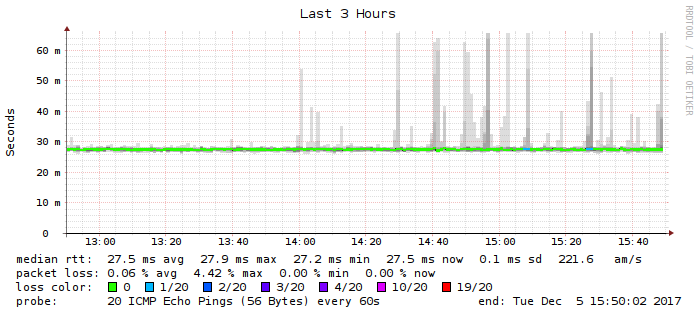 Last 3 Hours
RRDTOOL / TOBI OETIKER
Seconds
60 m
50 m
40 m
30 m
20 m
10 m
0
13:00 13:20 13:40 14:00 14:20 14:40 15:00 15:20 15:40
median rtt: 27.5 ms avg 27.9 ms max 27.2 ms min 27.5 ms now 0.1 ms sd 221.6 am/s
packet loss: 0.06 % avg 4.42 % max 0.00 % min 0.00 % now
loss color: 0 1/20 2/20 3/20 4/20 10/20 19/20
probe: 20 ICMP Echo Pings (56 Bytes) every 60s end: Tue Dec 5 15:50:02 2017